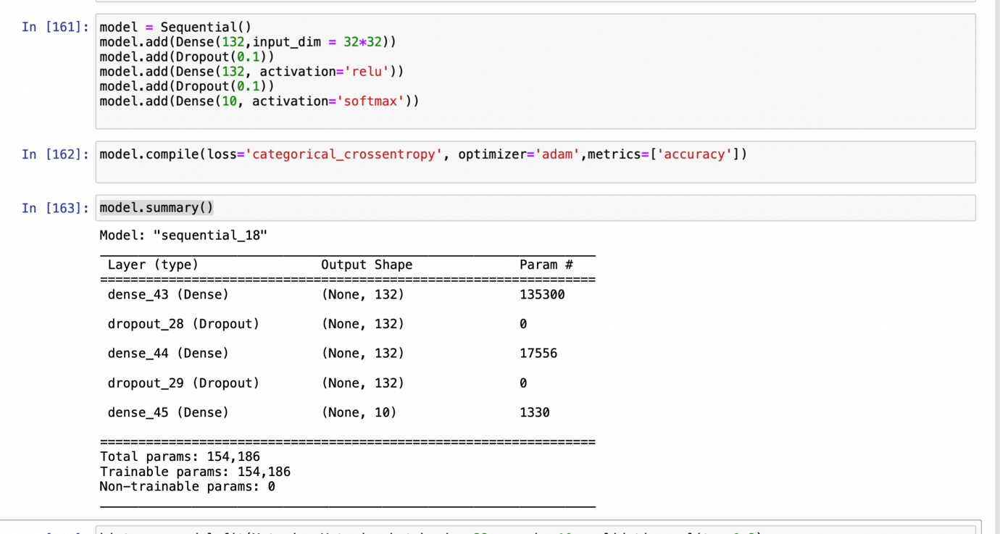 In [161]: model = Sequential()
model.add(Dense(132,input_dim = 32*32))
model.add(Dropout(0.1))
model.add(Dense(132, activation='relu'))
model.add(Dropout(0.1))
model.add(Dense(10, activation='softmax'))
In [162]: model.compile(loss='categorical_crossentropy', optimizer='adam',metrics=['accuracy'])
In [163]: model.summary()
Model: "sequential_18"
Layer (type) Output Shape Param #
=================================================================
dense_43 (Dense) (None, 132) 135300
dropout_28 (Dropout) (None, 132) 0
dense_44 (Dense) (None, 132) 17556
dropout_29 (Dropout) (None, 132) 0
dense_45 (Dense) (None, 10) 1330
=================================================================
Total params: 154,186
Trainable params: 154,186
Non-trainable params: 0